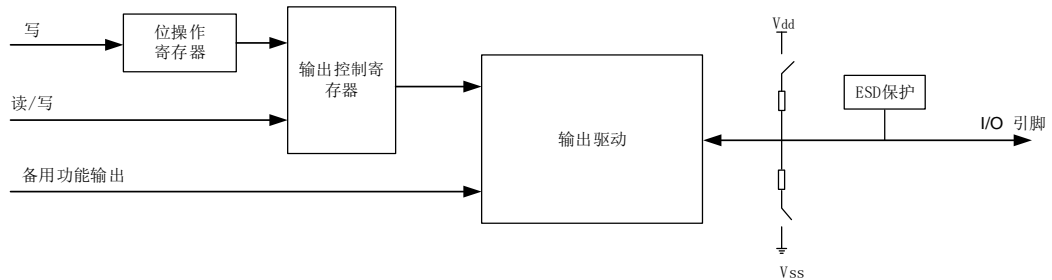 写
位操作
寄存器
读/写
输出控制寄
存器
备用功能输出
输出驱动
Vdd
ESD保护
I/O 引脚
Vss